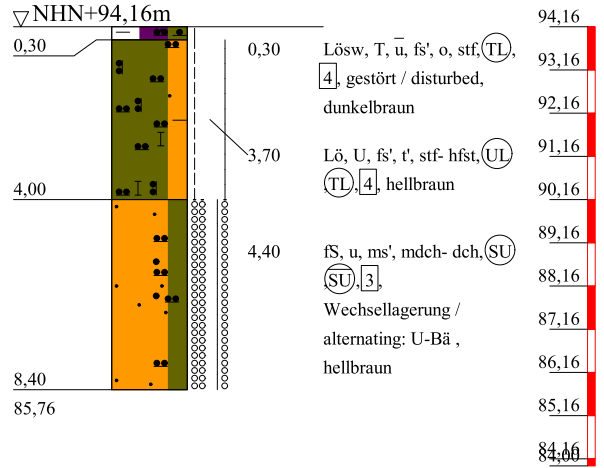 NHN+94,16m
0,30
4,00
8,40
85,76
0,30
3,70
4,40
Lösw, T, u̅, fs', o, stf, TL,
4, gestört / disturbed,
dunkelbraun
Lö, U, fs', t', stf- hfst, UL
,TL, 4, hellbraun
fS, u, ms', mdch- dch, SU
,S̅U̅, 3,
Wechsellagerung /
alternating: U-Bä ,
hellbraun
94,16
93,16
92,16
91,16
90,16
89,16
88,16
87,16
86,16
85,16
84,16
84,00